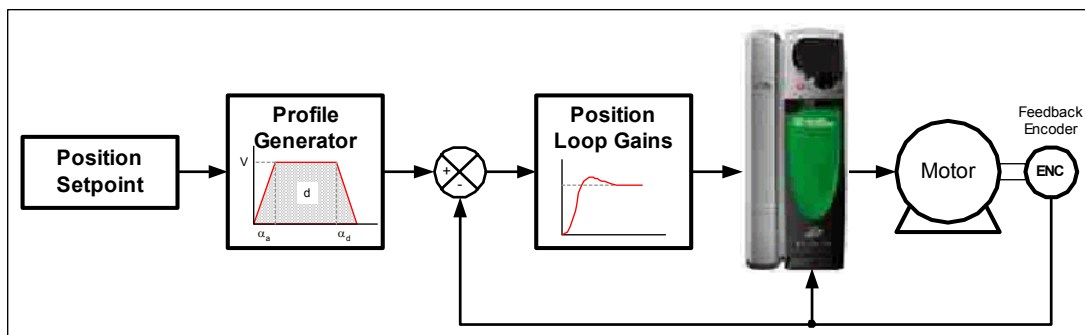 Position
Setpoint
Profile
Generator
V
d
αa
αd
+
-
Position
Loop Gains
Motor
Feedback
Encoder
ENC